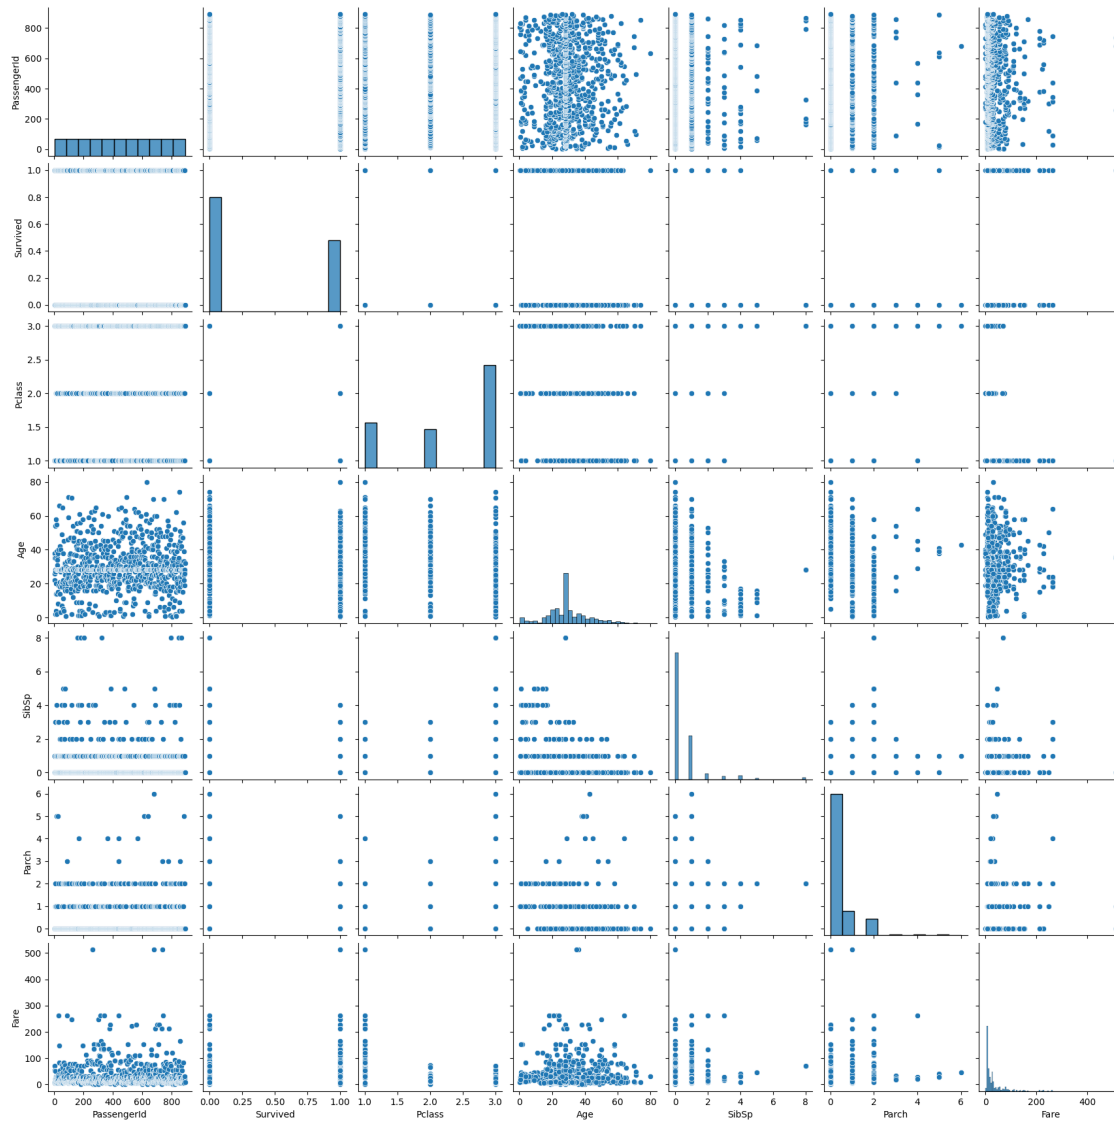 800
600
400
200
0
PassengerId
1.0
0.8
0.6
0.4
0.2
0.0
Survived
3.0
2.5
2.0
1.5
1.0
Pclass
80
60
40
20
0
Age
8
6
4
2
0
SibSp
6
5
4
3
2
1
0
Parch
500
400
300
200
100
0
Fare
0 200 400 600 800
0.00 0.25 0.50 0.75 1.00
1.0 1.5 2.0 2.5 3.0
0 20 40 60 80
0 2 4 6 8
0 2 4 6
0 200 400
PassengerId Survived Pclass Age SibSp Parch Fare